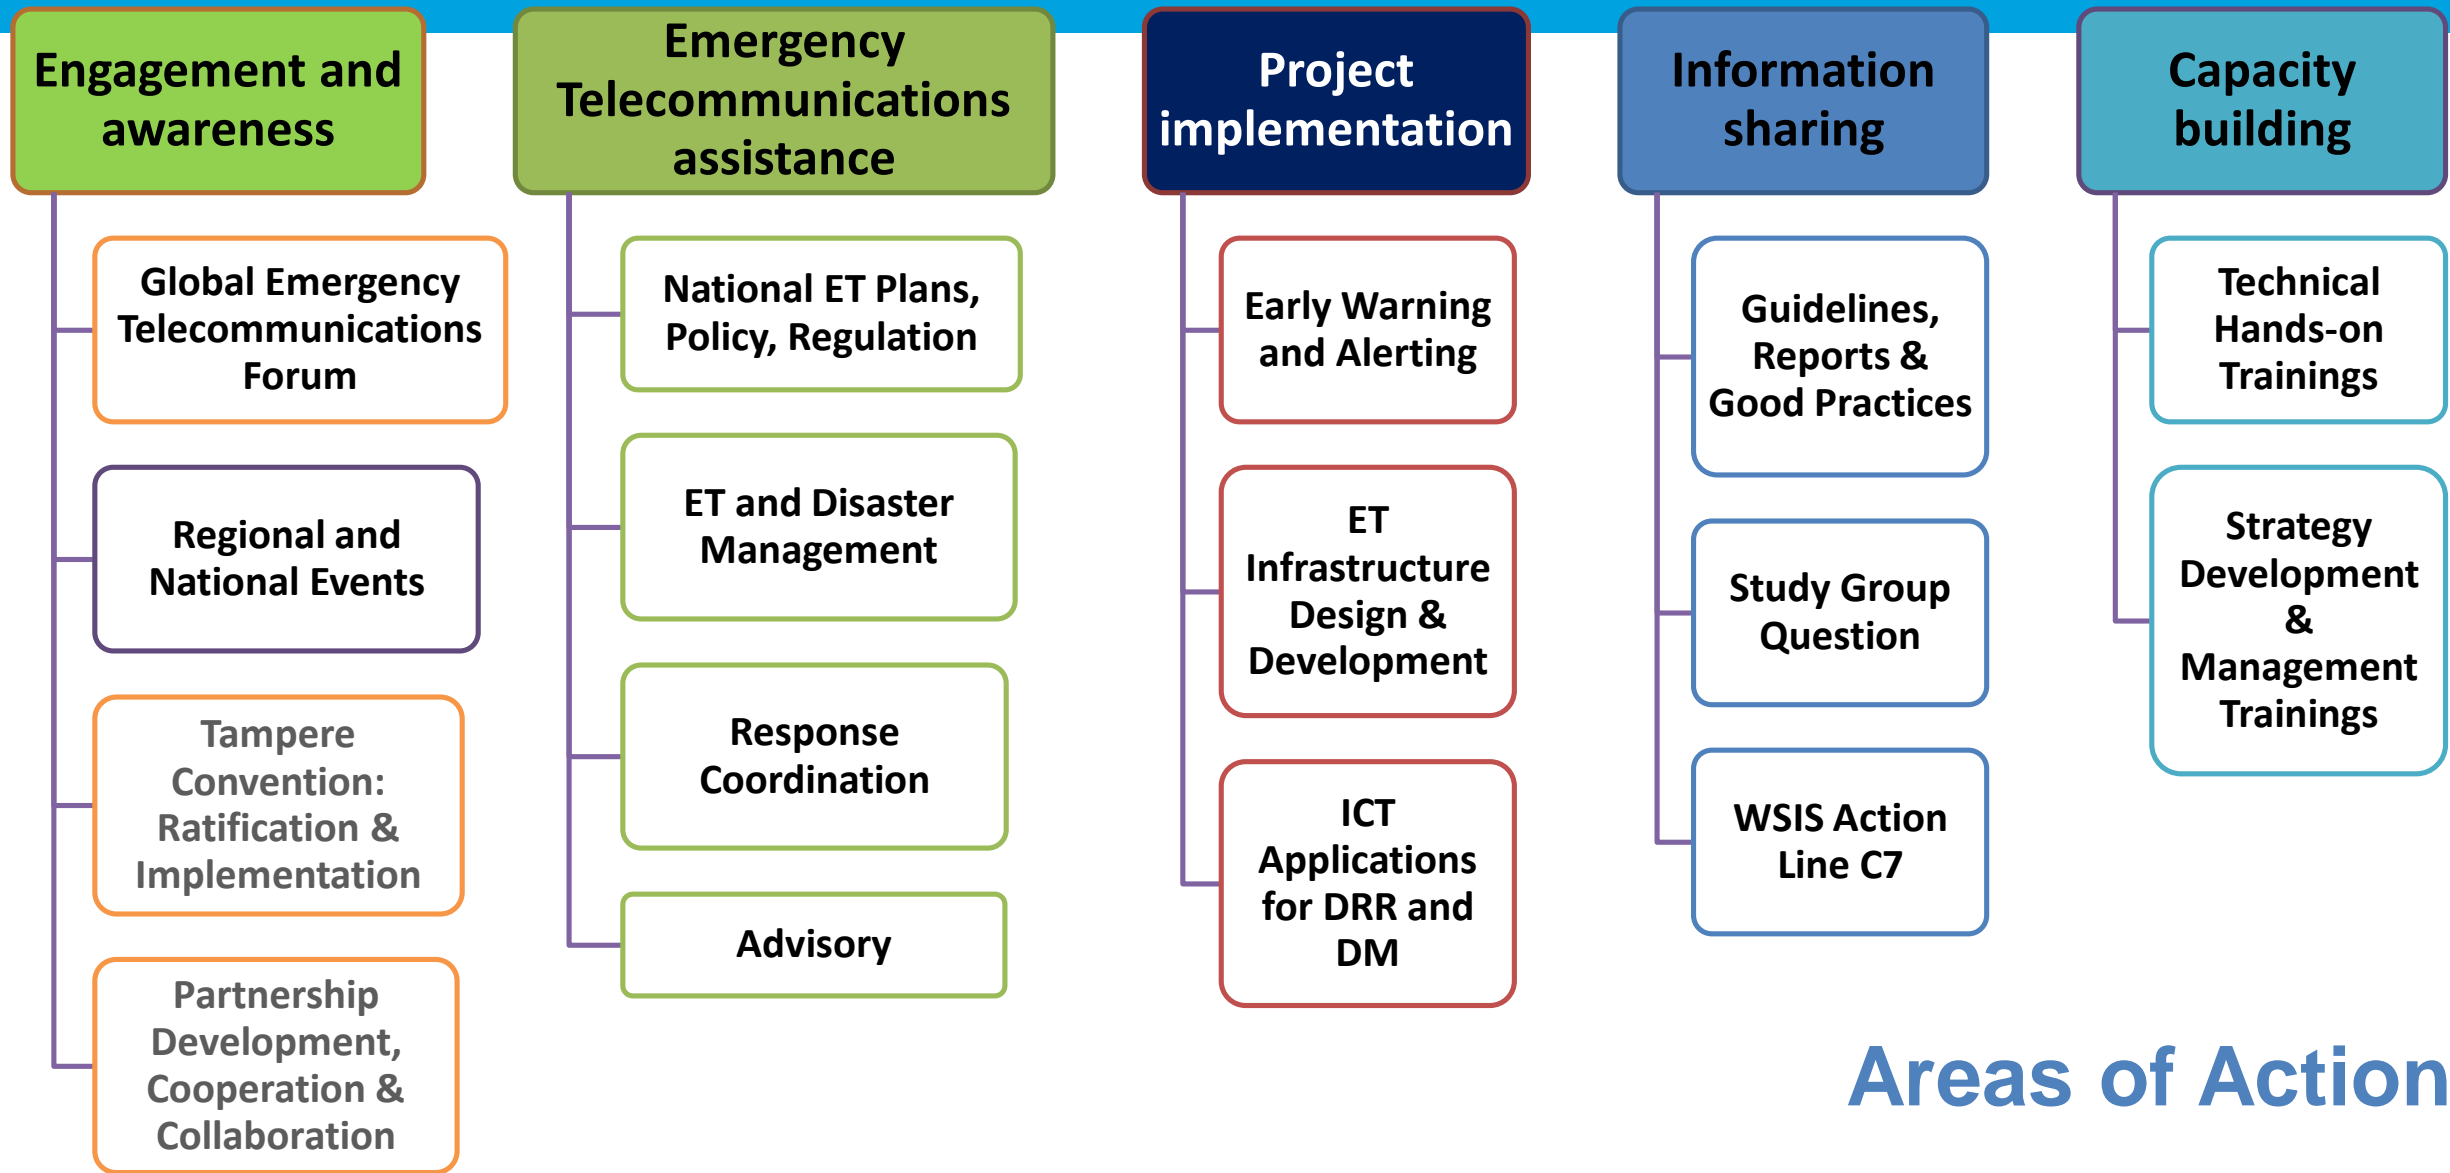 Engagement and
awareness
Global Emergency
Telecommunications
Forum
Regional and
National Events
Tampere
Convention:
Ratification &
Implementation
Partnership
Development,
Cooperation &
Collaboration
Emergency
Telecommunications
assistance
National ET Plans,
Policy, Regulation
ET and Disaster
Management
Response
Coordination
Advisory
Project
implementation
Early Warning
and Alerting
ET
Infrastructure
Design &
Development
ICT
Applications
for DRR and
DM
Information
sharing
Guidelines,
Reports &
Good Practices
Study Group
Question
WSIS Action
Line C7
Capacity
building
Technical
Hands-on
Trainings
Strategy
Development
&
Management
Trainings
Areas of Action